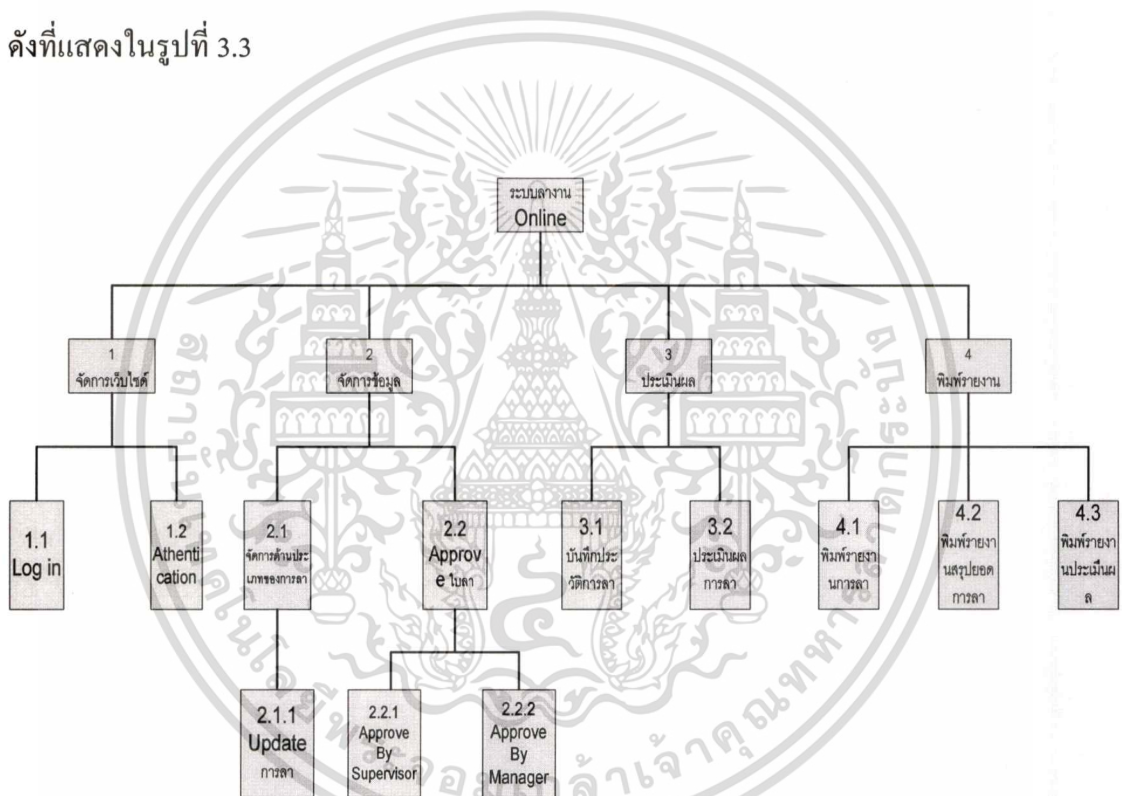 ดังที่แสดงในรูปที่ 3.3
ระบบลางาน
Online
1
จัดการเว็บไซต์
2
จัดการข้อมูล
3
ประเมินผล
4
พิมพ์รายงาน
1.1
Log in
1.2
Athenti
cation
2.1
จัดการด้านประ
เภทของการลา
2.2
Approv
e ใบลา
3.1
บันทึกประ
วัติการลา
3.2
ประเมินผล
การลา
4.1
พิมพ์รายงา
นการลา
4.2
พิมพ์รายงา
นสรุปยอด
การลา
4.3
พิมพ์รายงา
นประเมินผ
ล
2.1.1
Update
การลา
2.2.1
Approve
By
Supervisor
2.2.2
Approve
By
Manager